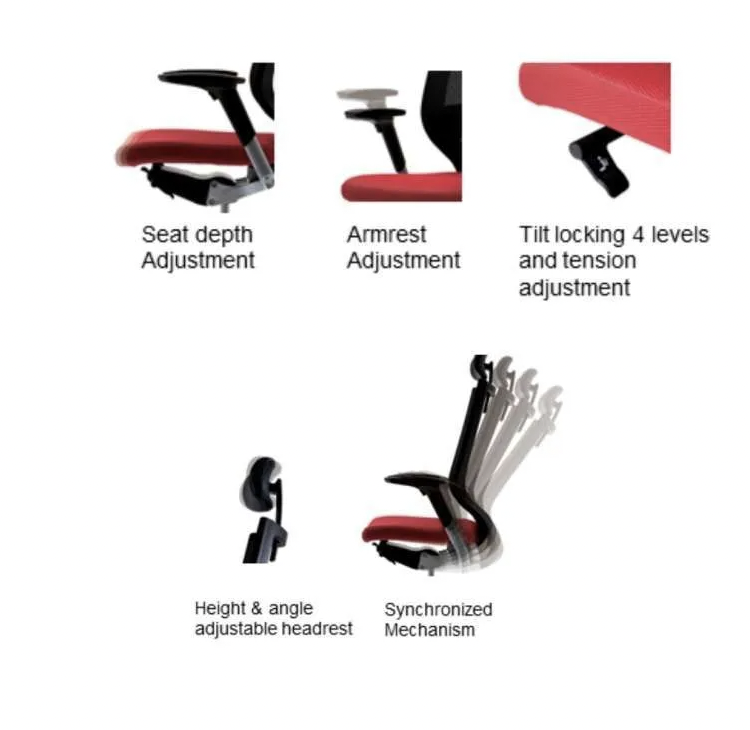 Seat depth
Adjustment
Armrest
Adjustment
Tilt locking 4 levels
and tension
adjustment
Height & angle
adjustable headrest
Synchronized
Mechanism